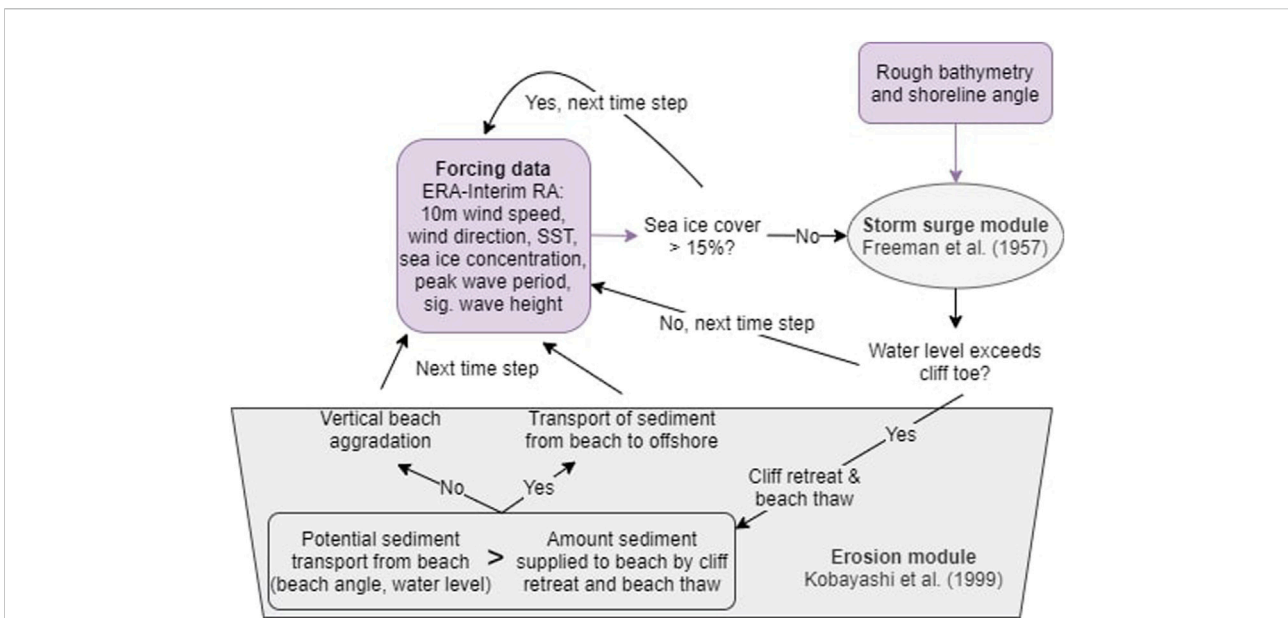 Rough bathymetry
and shoreline angle
Yes, next time step
Forcing data
ERA-Interim RA:
10m wind speed,
wind direction, SST,
sea ice concentration,
peak wave period,
sig. wave height
Sea ice cover
> 15%?
No
Storm surge module
Freeman et al. (1957)
No, next time step
Water level exceeds
cliff toe?
Next time step
Yes
Vertical beach
aggradation
Transport of sediment
from beach to offshore
Cliff retreat &
beach thaw
No
Yes
Potential sediment
transport from beach
(beach angle, water level)
>
Amount sediment
supplied to beach by cliff
retreat and beach thaw
Erosion module
Kobayashi et al. (1999)